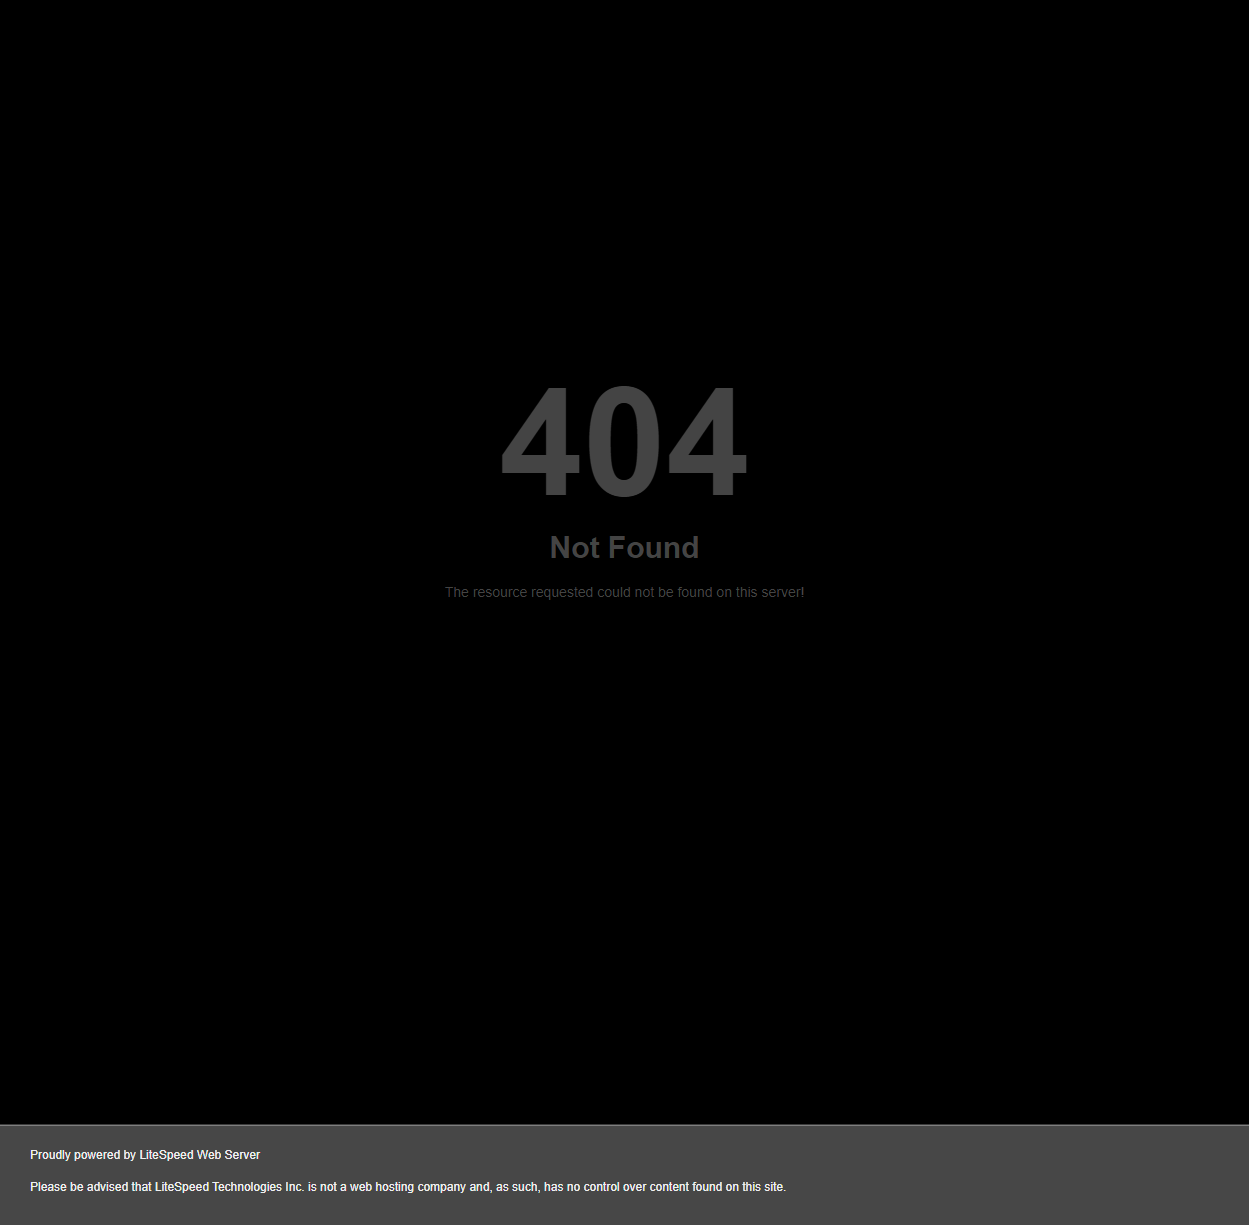 404
Not Found
The resource requested could not be found on this server!
Proudly powered by LiteSpeed Web Server
Please be advised that LiteSpeed Technologies Inc. is not a web hosting company and, as such, has no control over content found on this site.